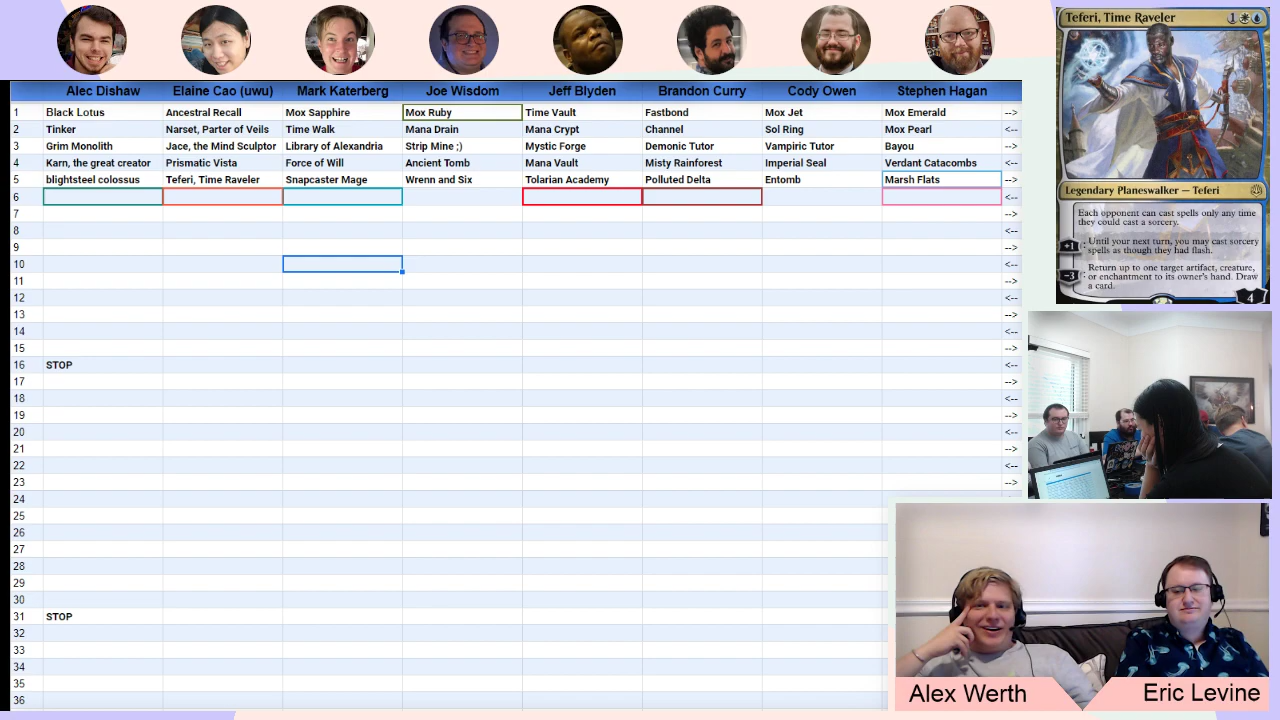 Alec Dishaw Elaine Cao (uwu) Mark Katerberg Joe Wisdom Jeff Blyden Brandon Curry Cody Owen Stephen Hagan
1 Black Lotus Ancestral Recall Mox Sapphire Mox Ruby Time Vault Fastbond Mox Jet Mox Emerald -->
2 Tinker Narset, Parter of Veils Time Walk Mana Drain Mana Crypt Channel Sol Ring Mox Pearl <--
3 Grim Monolith Jace, the Mind Sculptor Library of Alexandria Strip Mine ;) Mystic Forge Demonic Tutor Vampiric Tutor Bayou -->
4 Karn, the great creator Prismatic Vista Force of Will Ancient Tomb Mana Vault Misty Rainforest Imperial Seal Verdant Catacombs <--
5 blightsteel colossus Teferi, Time Raveler Snapcaster Mage Wrenn and Six Tolarian Academy Polluted Delta Entomb Marsh Flats -->
6 <--
7 -->
8 <--
9 -->
10 <--
11 -->
12 <--
13 -->
14 <--
15 -->
16 STOP <--
17 -->
18 <--
19 -->
20 <--
21 -->
22 <--
23 -->
24
25
26
27
28
29
30
31 STOP
32
33
34
35
36
Teferi, Time Raveler 1
Legendary Planeswalker — Teferi
Each opponent can cast spells only any time
they could cast a sorcery.
+1: Until your next turn, you may cast sorcery
spells as though they had flash.
−3: Return up to one target artifact, creature,
or enchantment to its owner's hand. Draw
a card.
4
Alex Werth
Eric Levine